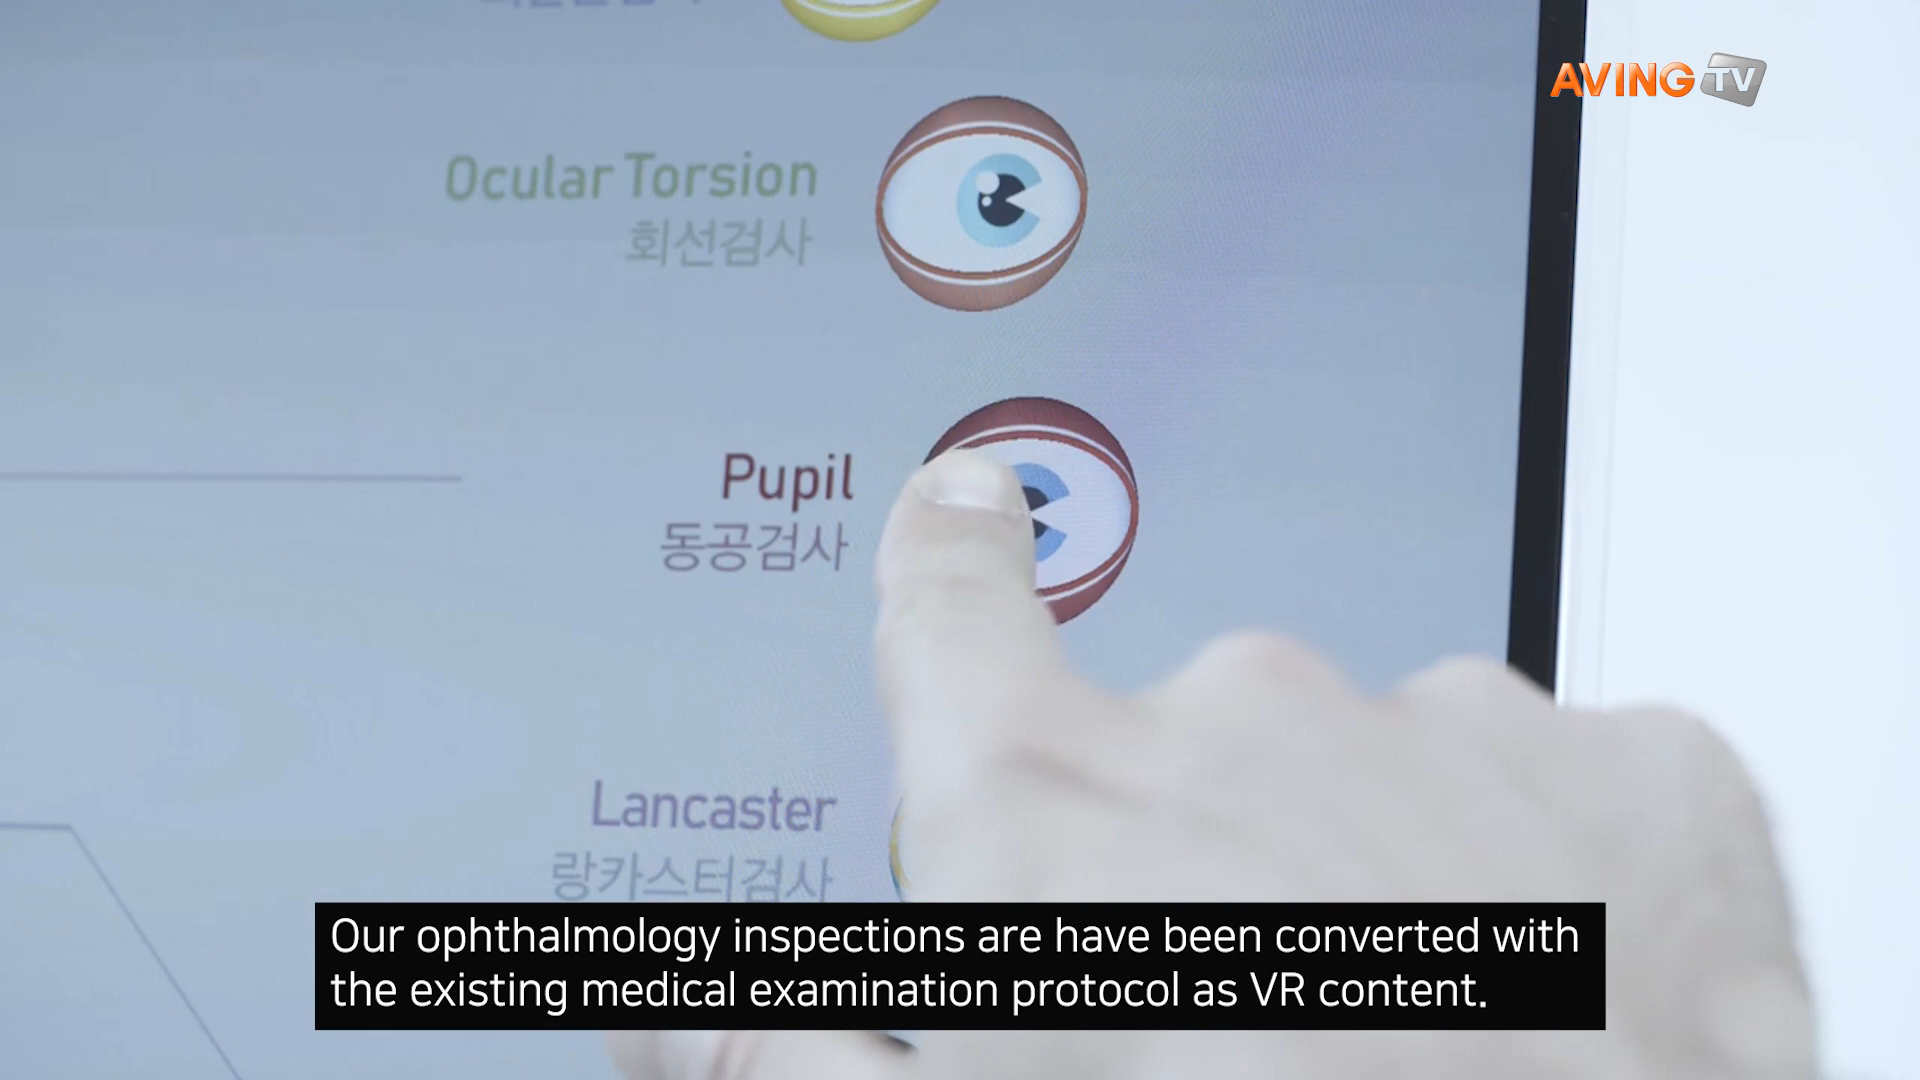 AVING TV
Ocular Torsion
회선검사
Pupil
동공검사
Lancaster
랑카스터검사
Our ophthalmology inspections are have been converted with
the existing medical examination protocol as VR content.